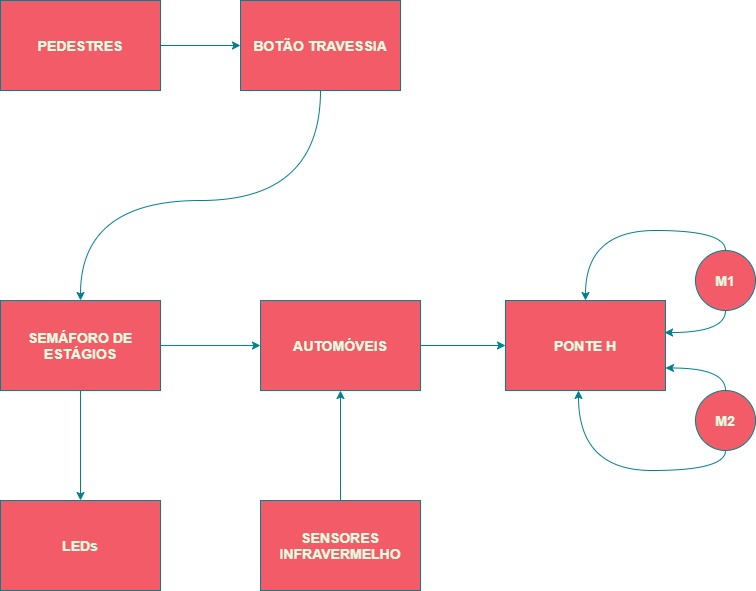 PEDESTRES
BOTÃO TRAVESSIA
M1
SEMÁFORO DE
ESTÁGIOS
AUTOMÓVEIS
PONTE H
M2
LEDs
SENSORES
INFRAVERMELHO